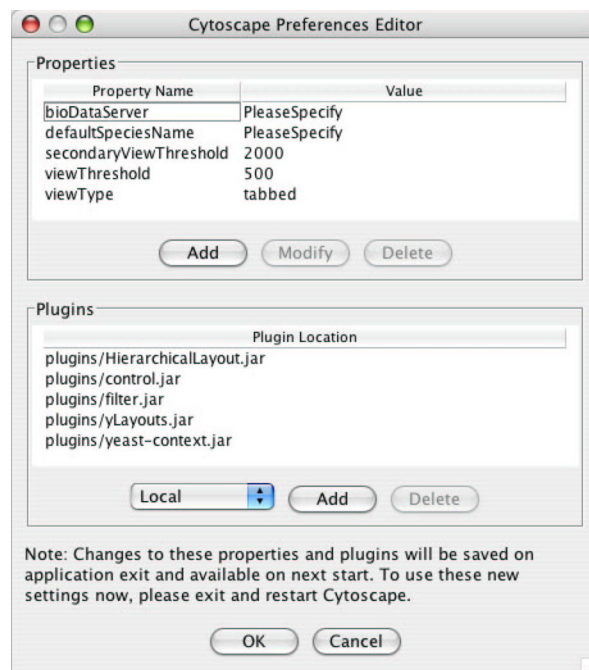 Cytoscape Preferences Editor
Properties
Property Name Value
bioDataServer PleaseSpecify
defaultSpeciesName PleaseSpecify
secondaryViewThreshold 2000
viewThreshold 500
viewType tabbed
Add Modify Delete
Plugins
Plugin Location
plugins/HierarchicalLayout.jar
plugins/control.jar
plugins/filter.jar
plugins/yLayouts.jar
plugins/yeast-context.jar
Local Add Delete
Note: Changes to these properties and plugins will be saved on
application exit and available on next start. To use these new
settings now, please exit and restart Cytoscape.
OK Cancel